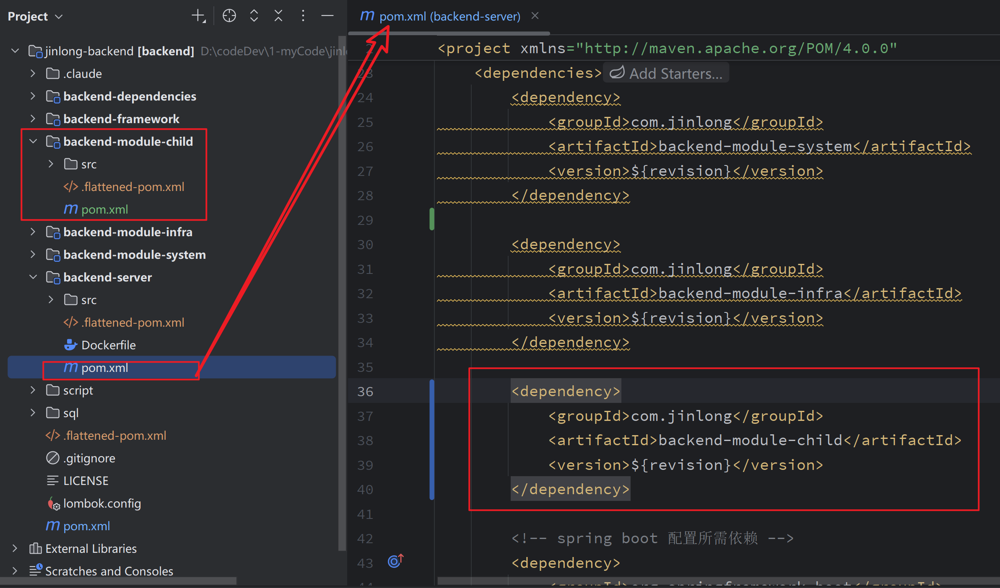 Project
jinlong-backend [backend] D:\codeDev\1-myCode\jinl
.claude
backend-dependencies
backend-framework
backend-module-child
src
.flattened-pom.xml
pom.xml
backend-module-infra
backend-module-system
backend-server
src
.flattened-pom.xml
Dockerfile
pom.xml
script
sql
.flattened-pom.xml
.gitignore
LICENSE
lombok.config
pom.xml
External Libraries
Scratches and Consoles
pom.xml (backend-server)
2 <project xmlns="http://maven.apache.org/POM/4.0.0"
23 <dependencies> Add Starters...
24 <dependency>
25 <groupId>com.jinlong</groupId>
26 <artifactId>backend-module-system</artifactId>
27 <version>${revision}</version>
28 </dependency>
29
30 <dependency>
31 <groupId>com.jinlong</groupId>
32 <artifactId>backend-module-infra</artifactId>
33 <version>${revision}</version>
34 </dependency>
35
36 <dependency>
37 <groupId>com.jinlong</groupId>
38 <artifactId>backend-module-child</artifactId>
39 <version>${revision}</version>
40 </dependency>
41
42 <!-- spring boot 配置所需依赖 -->
43 <dependency>
44 <groupId>org.springframework.boot</groupId>